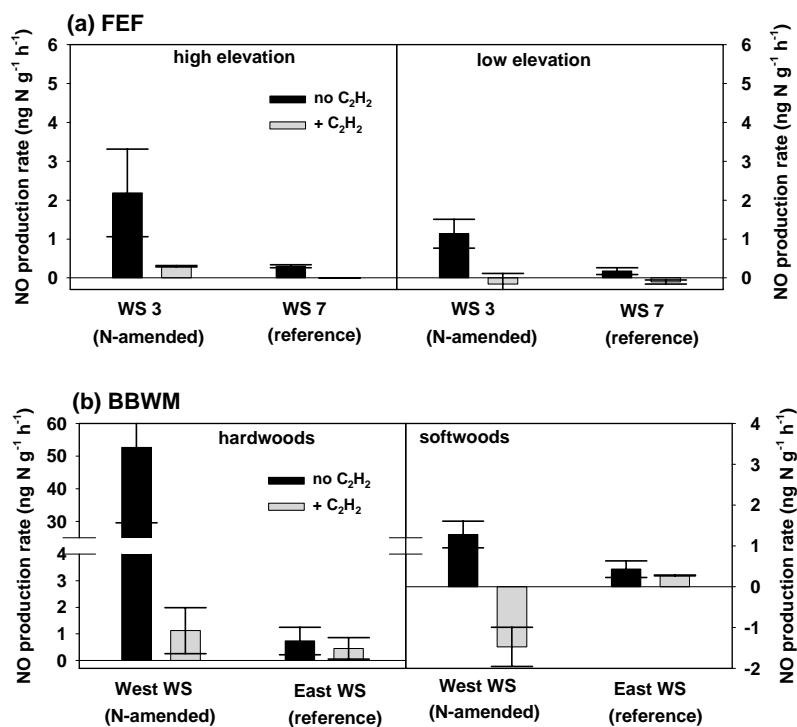 (a) FEF
NO production rate (ng N g⁻¹ h⁻¹)
6
5
4
3
2
1
0
high elevation
no C₂H₂
+ C₂H₂
low elevation
6
5
4
3
2
1
0
NO production rate (ng N g⁻¹ h⁻¹)
WS 3
(N-amended)
WS 7
(reference)
WS 3
(N-amended)
WS 7
(reference)
(b) BBWM
NO production rate (ng N g⁻¹ h⁻¹)
60
50
40
30
4
3
2
1
0
hardwoods
no C₂H₂
+ C₂H₂
softwoods
4
3
2
1
0
-1
-2
NO production rate (ng N g⁻¹ h⁻¹)
West WS
(N-amended)
East WS
(reference)
West WS
(N-amended)
East WS
(reference)